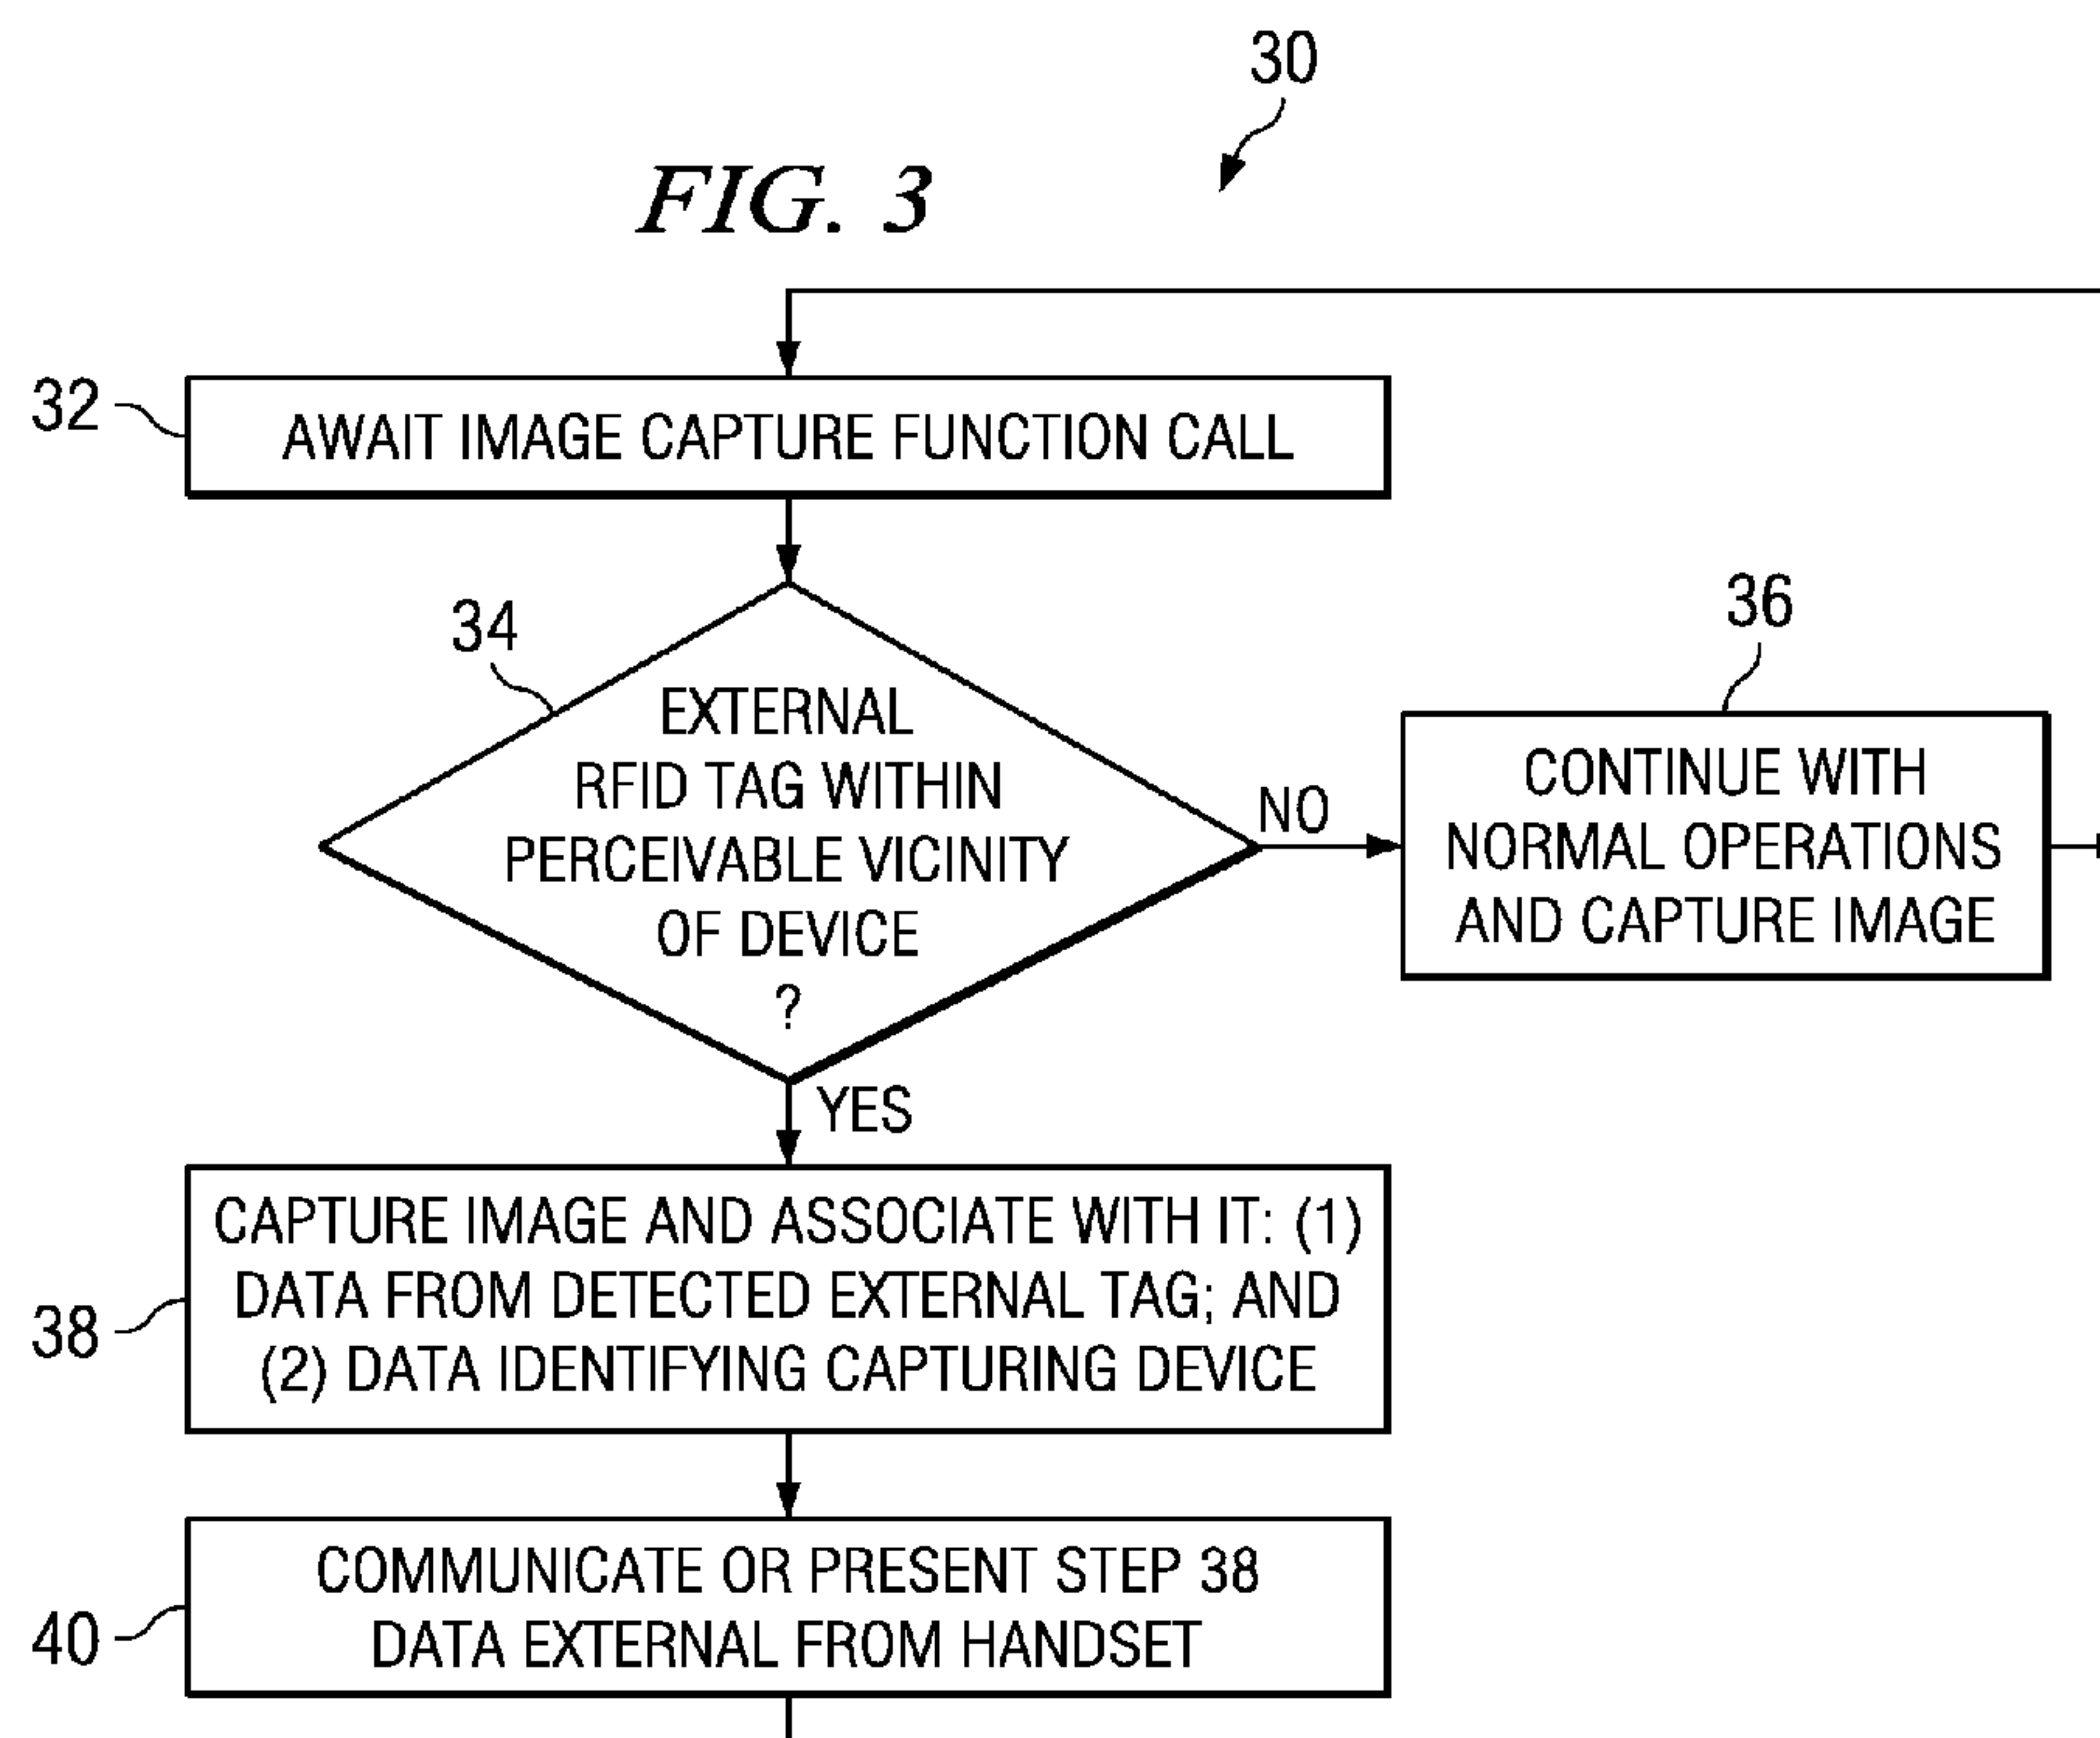 30
FIG. 3
32
AWAIT IMAGE CAPTURE FUNCTION CALL
34
EXTERNAL
RFID TAG WITHIN
PERCEIVABLE VICINITY
OF DEVICE
?
NO
36
CONTINUE WITH
NORMAL OPERATIONS
AND CAPTURE IMAGE
YES
38
CAPTURE IMAGE AND ASSOCIATE WITH IT: (1)
DATA FROM DETECTED EXTERNAL TAG; AND
(2) DATA IDENTIFYING CAPTURING DEVICE
40
COMMUNICATE OR PRESENT STEP 38
DATA EXTERNAL FROM HANDSET